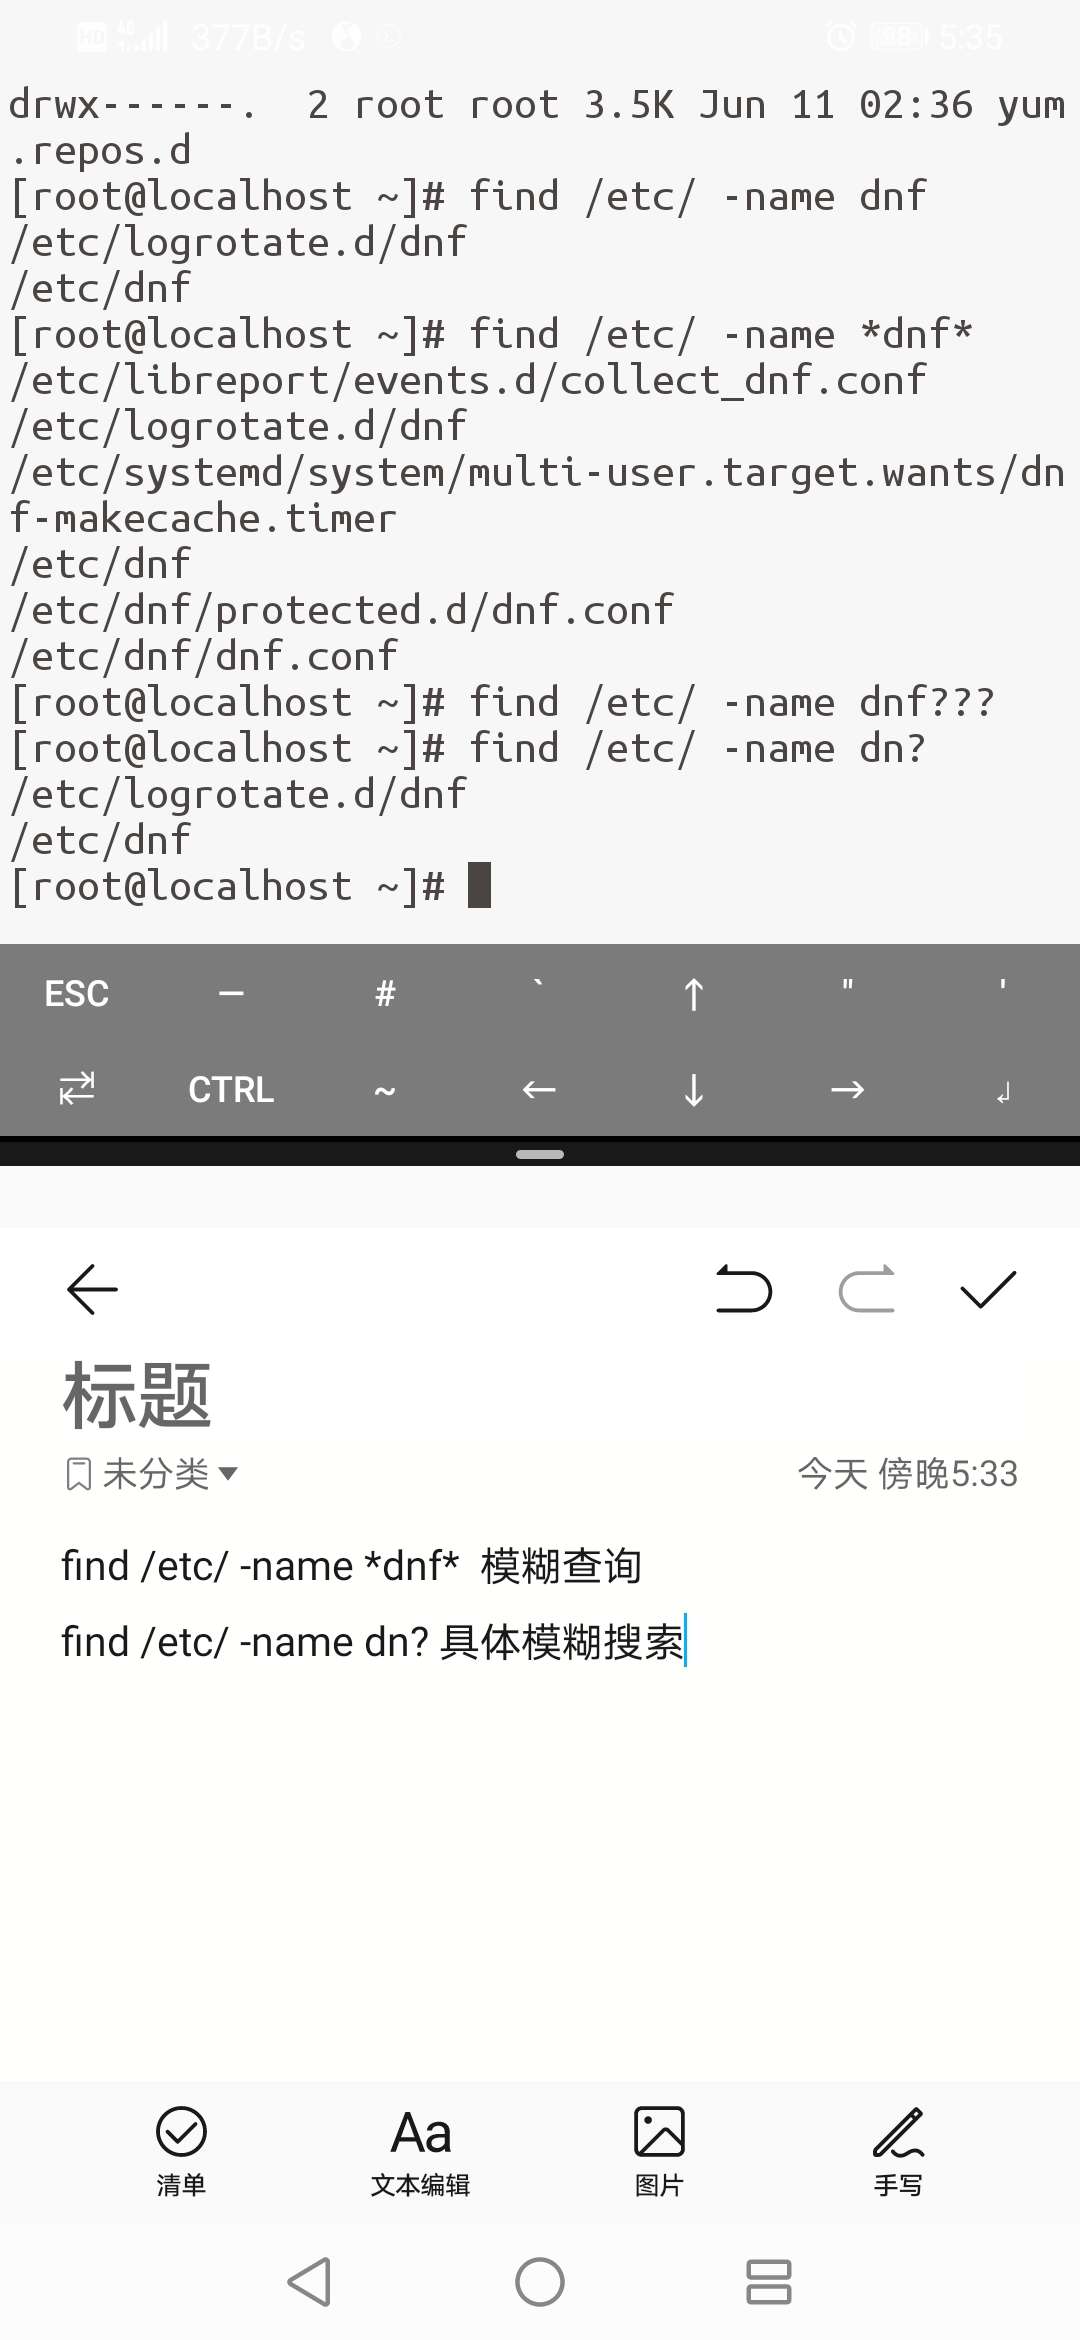 377B/s 5:35
drwx------.  2 root root 3.5K Jun 11 02:36 yum
.repos.d
[root@localhost ~]# find /etc/ -name dnf
/etc/logrotate.d/dnf
/etc/dnf
[root@localhost ~]# find /etc/ -name *dnf*
/etc/libreport/events.d/collect_dnf.conf
/etc/logrotate.d/dnf
/etc/systemd/system/multi-user.target.wants/dn
f-makecache.timer
/etc/dnf
/etc/dnf/protected.d/dnf.conf
/etc/dnf/dnf.conf
[root@localhost ~]# find /etc/ -name dnf???
[root@localhost ~]# find /etc/ -name dn?
/etc/logrotate.d/dnf
/etc/dnf
[root@localhost ~]#
ESC — # ` ↑ " '
CTRL ~ ← ↓ → ↲
标题
未分类 今天 傍晚5:33
find /etc/ -name *dnf*  模糊查询
find /etc/ -name dn? 具体模糊搜索
Aa
清单 文本编辑 图片 手写